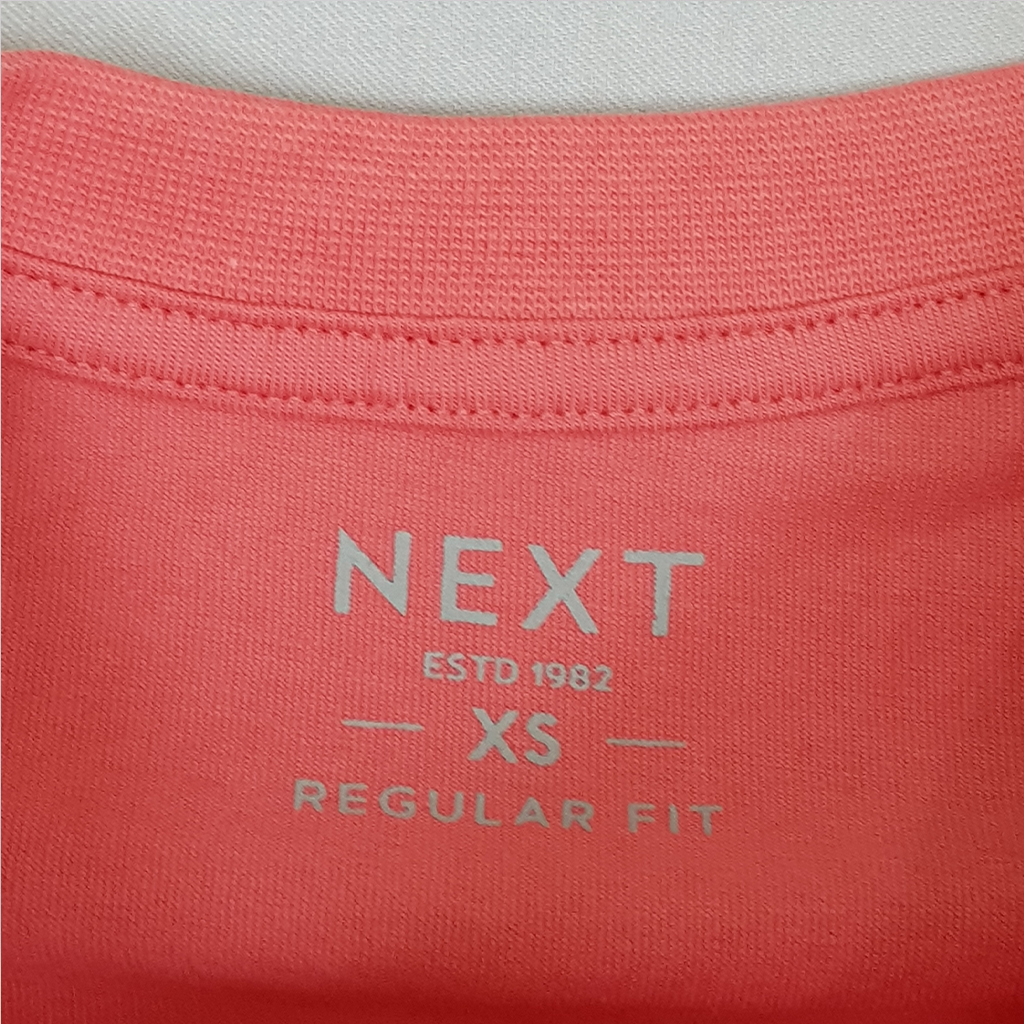 NEXT
ESTD 1982
— XS —
REGULAR FIT